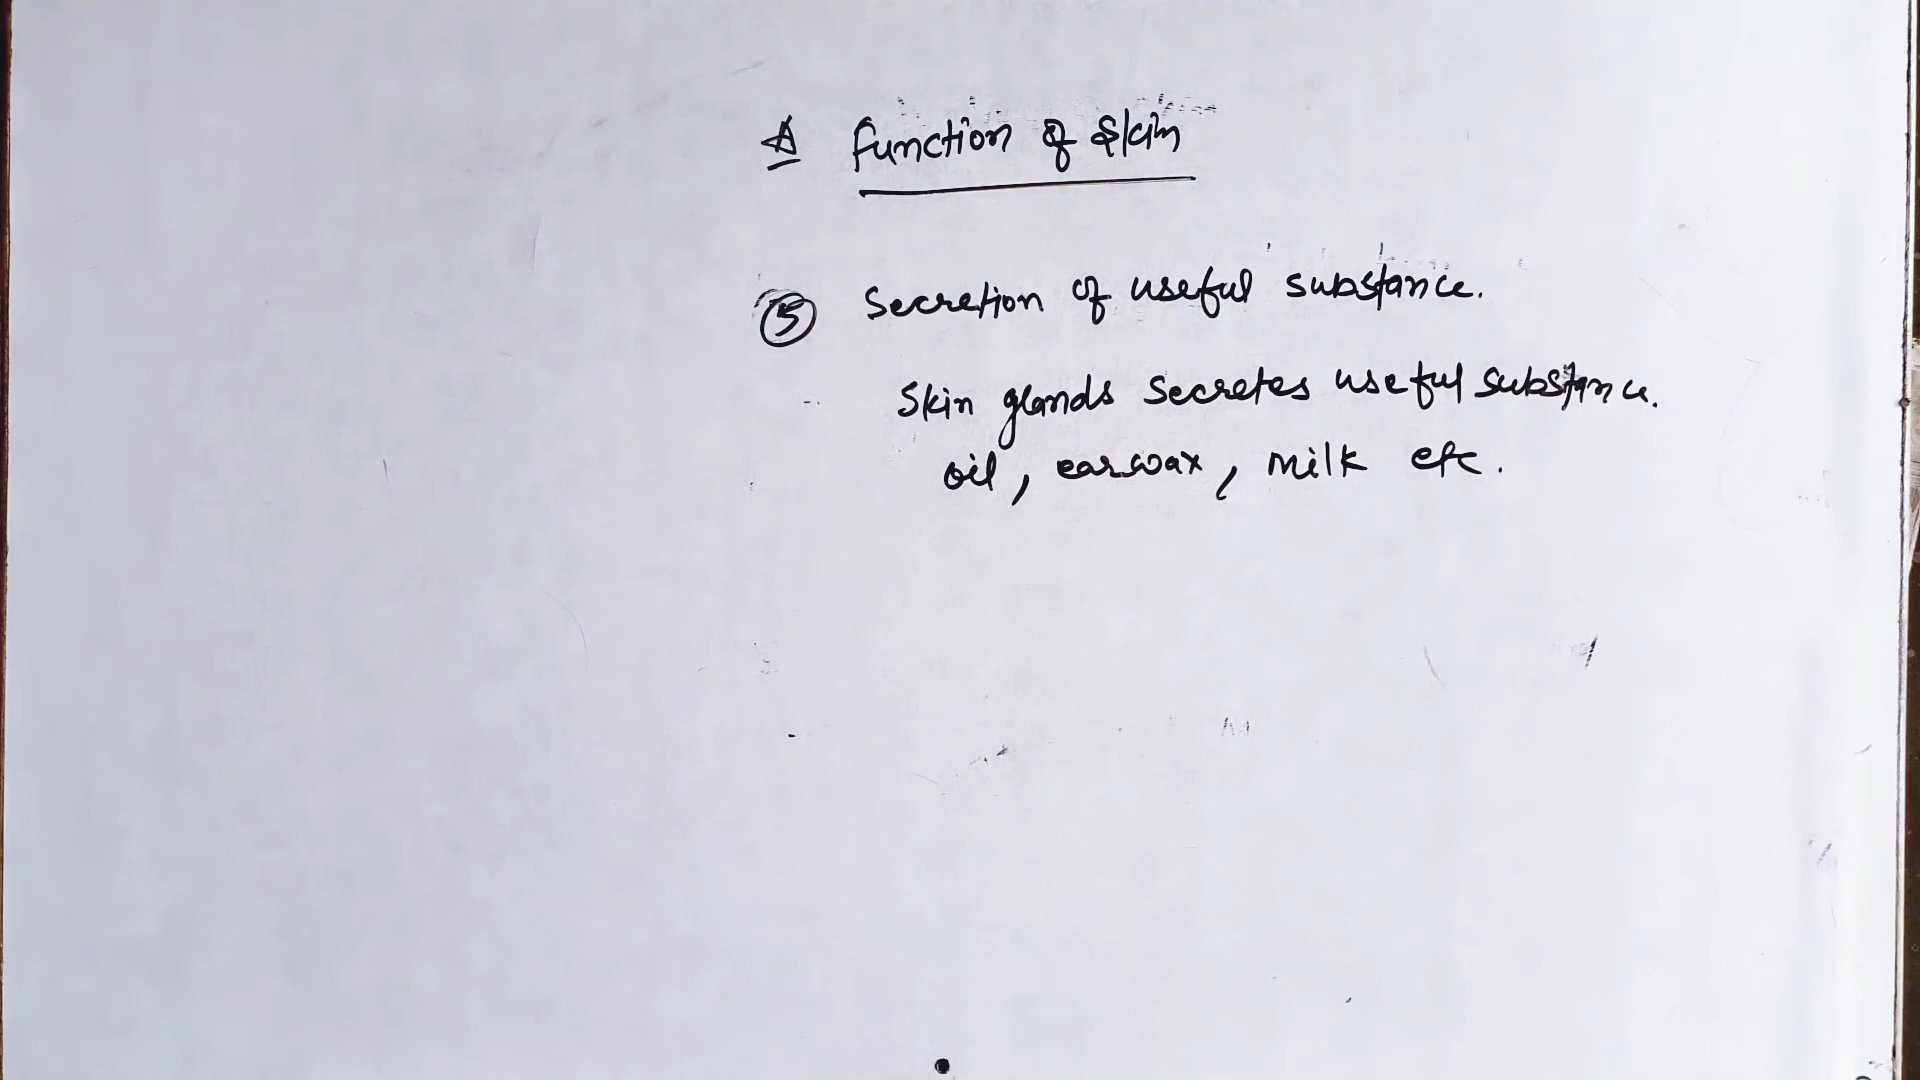 ☆ function of Skin
⑤ Secretion of useful substance.
Skin glands secretes useful substance.
oil, earwax, milk etc.